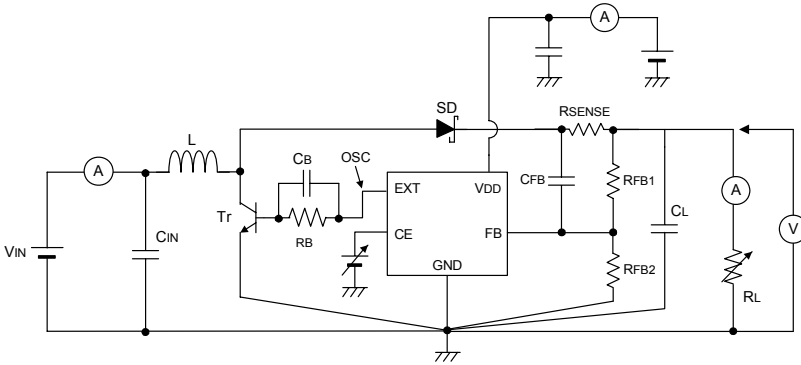 A
SD
RSENSE
L
A
CB
OSC
EXT
VDD
CFB
RFB1
A
CL
Tr
RB
CE
FB
V
VIN
CIN
GND
RFB2
RL